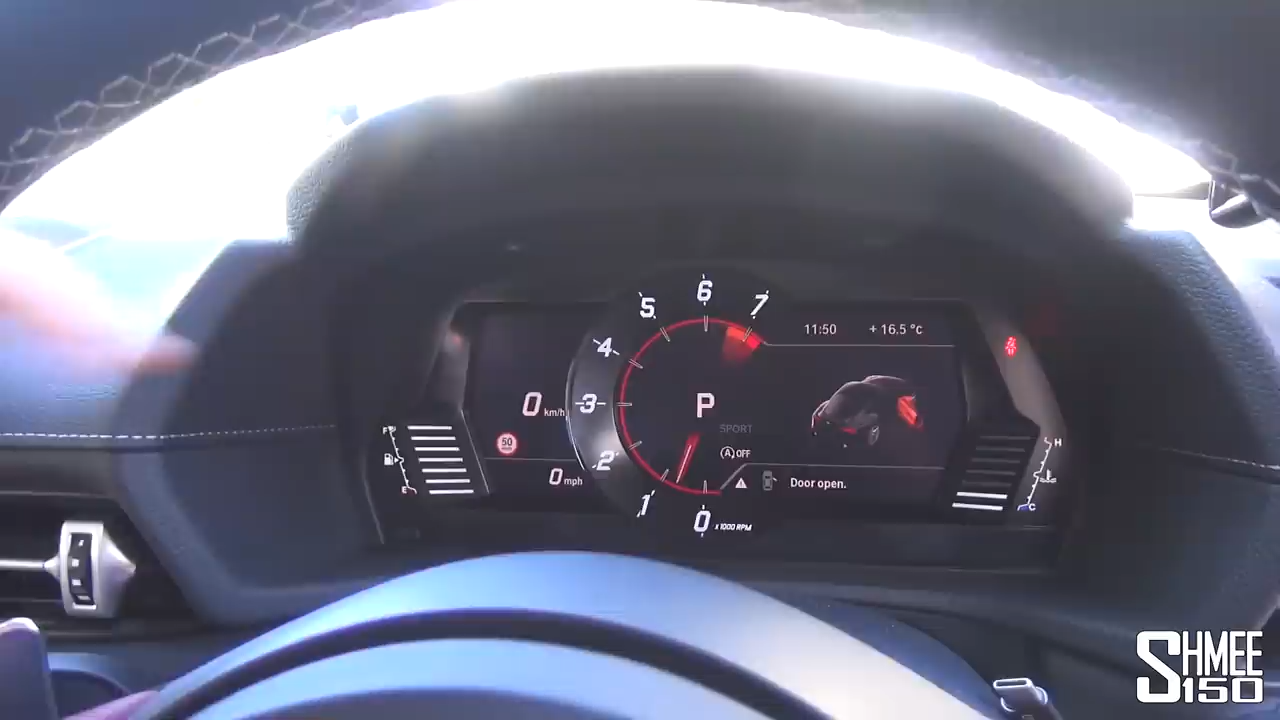 6
5
7
11:50
+ 16.5 °c
4
0 km/h
3
P
SPORT
F
50
H
A OFF
2
0 mph
Door open.
E
1
C
0
x 1000 RPM
SHMEE
150